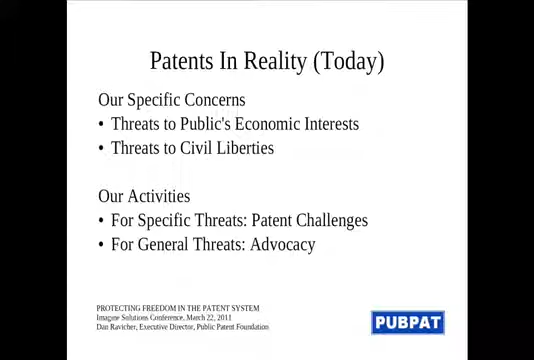 Patents In Reality (Today)
Our Specific Concerns
• Threats to Public's Economic Interests
• Threats to Civil Liberties
Our Activities
• For Specific Threats: Patent Challenges
• For General Threats: Advocacy
PROTECTING FREEDOM IN THE PATENT SYSTEM
Imagine Solutions Conference, March 22, 2011
Dan Ravicher, Executive Director, Public Patent Foundation
PUBPAT